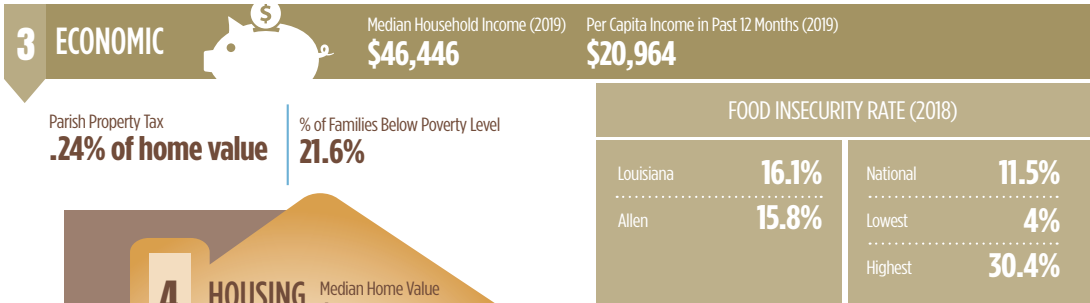 3 ECONOMIC
$
Median Household Income (2019)
$46,446
Per Capita Income in Past 12 Months (2019)
$20,964
Parish Property Tax
.24% of home value
% of Families Below Poverty Level
21.6%
FOOD INSECURITY RATE (2018)
Louisiana 16.1%
Allen 15.8%
National 11.5%
Lowest 4%
Highest 30.4%
4 HOUSING
Median Home Value